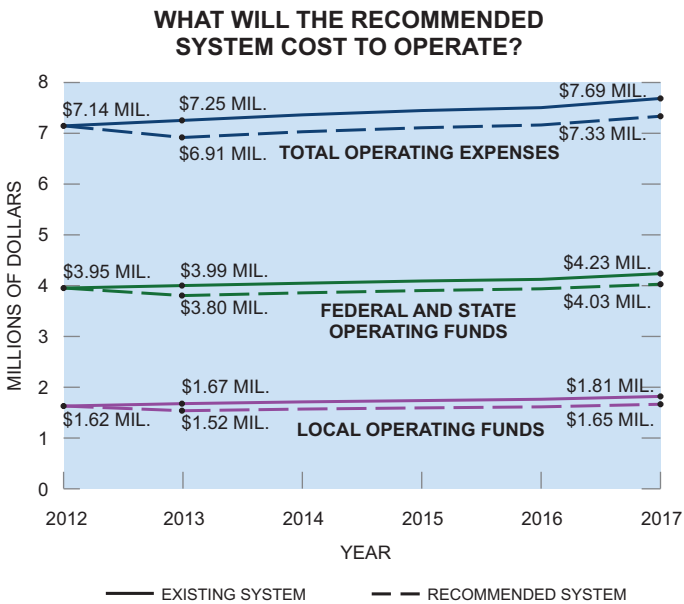 WHAT WILL THE RECOMMENDED
SYSTEM COST TO OPERATE?
MILLIONS OF DOLLARS
8
7
6
5
4
3
2
1
0
$7.14 MIL.
$7.25 MIL.
$7.69 MIL.
$6.91 MIL.
TOTAL OPERATING EXPENSES
$7.33 MIL.
$3.95 MIL.
$3.99 MIL.
$4.23 MIL.
$3.80 MIL.
FEDERAL AND STATE
OPERATING FUNDS
$4.03 MIL.
$1.67 MIL.
$1.81 MIL.
$1.62 MIL.
$1.52 MIL.
LOCAL OPERATING FUNDS
$1.65 MIL.
2012 2013 2014 2015 2016 2017
YEAR
EXISTING SYSTEM
RECOMMENDED SYSTEM